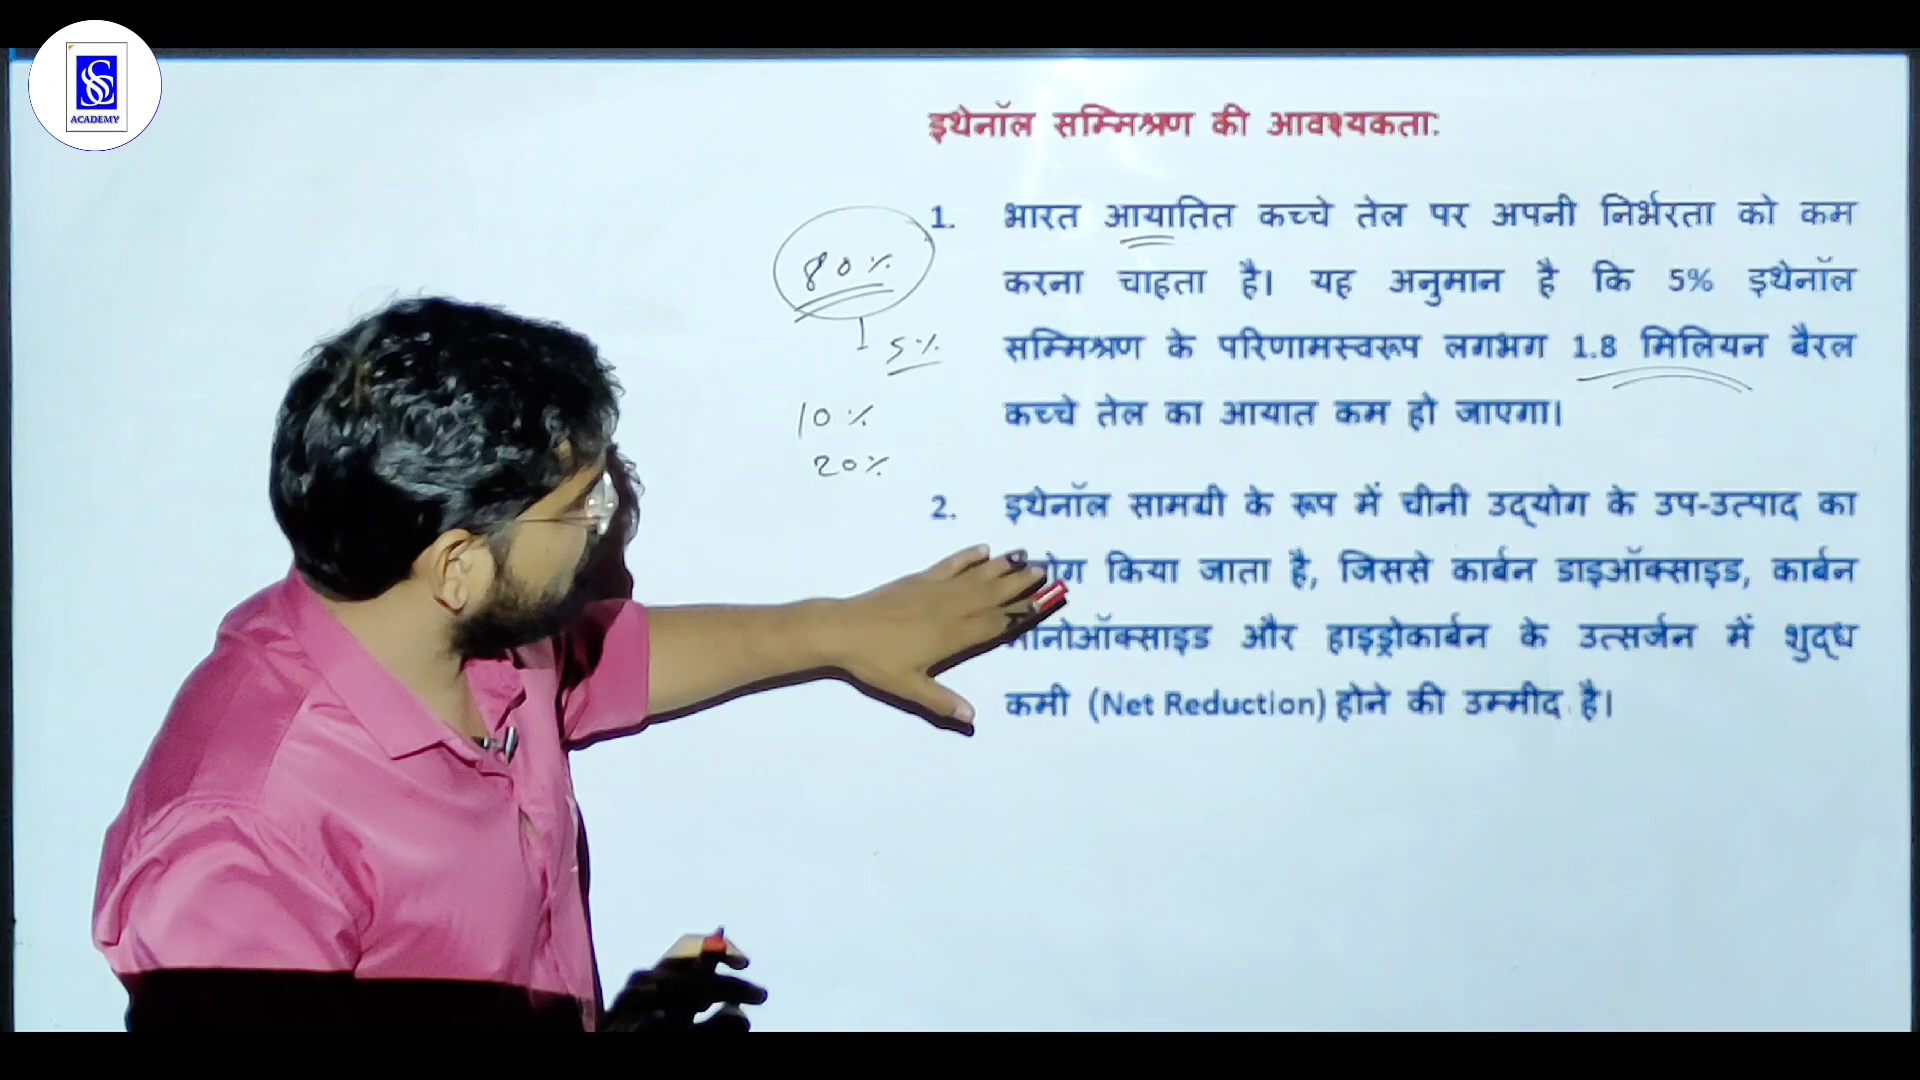 SS
ACADEMY
इथेनॉल सम्मिश्रण की आवश्यकता:
1. भारत आयातित कच्चे तेल पर अपनी निर्भरता को कम
करना चाहता है। यह अनुमान है कि 5% इथेनॉल
सम्मिश्रण के परिणामस्वरूप लगभग 1.8 मिलियन बैरल
कच्चे तेल का आयात कम हो जाएगा।
80%
5%
10%
20%
2. इथेनॉल सामग्री के रूप में चीनी उद्योग के उप-उत्पाद का
किया जाता है, जिससे कार्बन डाइऑक्साइड, कार्बन
और हाइड्रोकार्बन के उत्सर्जन में शुद्ध
कमी (Net Reduction) होने की उम्मीद है।